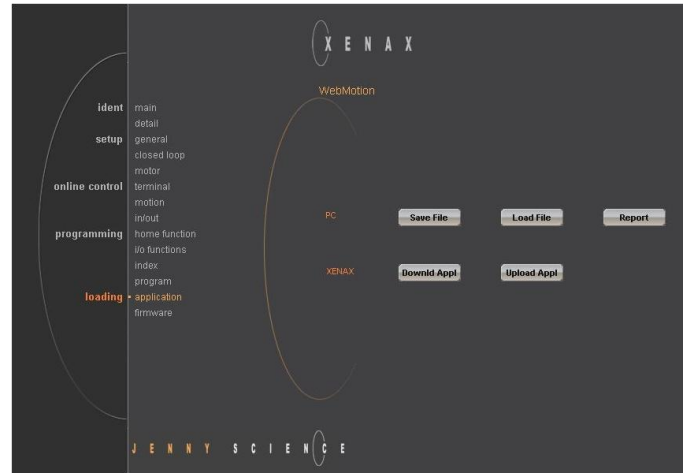 XENAX
WebMotion
ident main
detail
setup general
closed loop
motor
online control terminal
motion
in/out
programming home function
i/o functions
index
program
loading application
firmware
PC Save File Load File Report
XENAX Downld Appl Upload Appl
JENNY SCIENCE